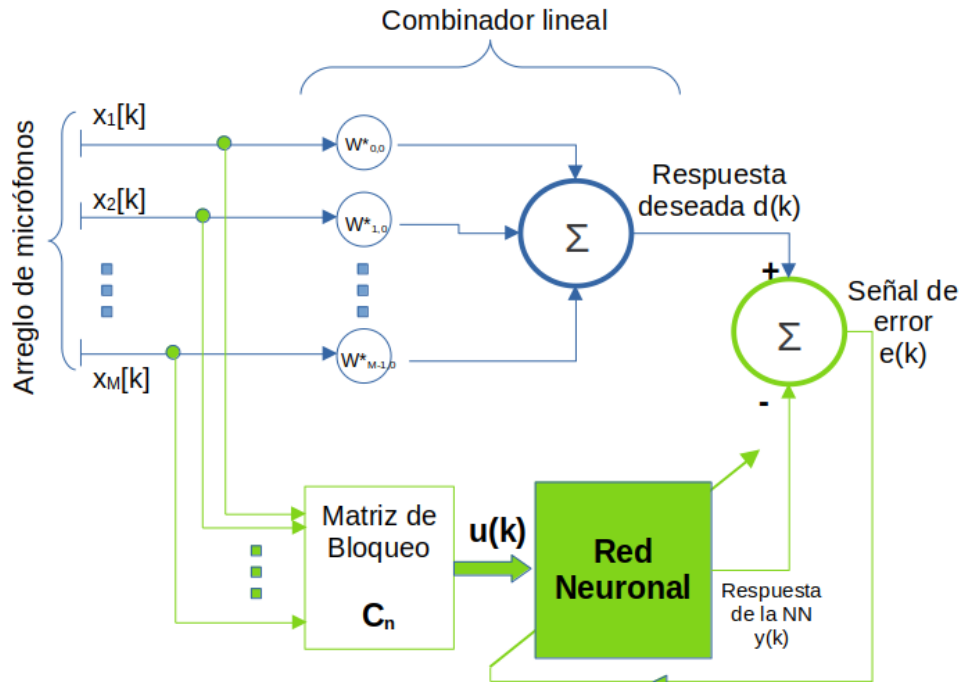 Combinador lineal
Arreglo de micrófonos
x1[k]
W*0,0
x2[k]
W*1,0
xM[k]
W*M-1,0
Σ
Respuesta
deseada d(k)
+
Σ
-
Señal de
error
e(k)
Matriz de
Bloqueo
Cn
u(k)
Red
Neuronal
Respuesta
de la NN
y(k)